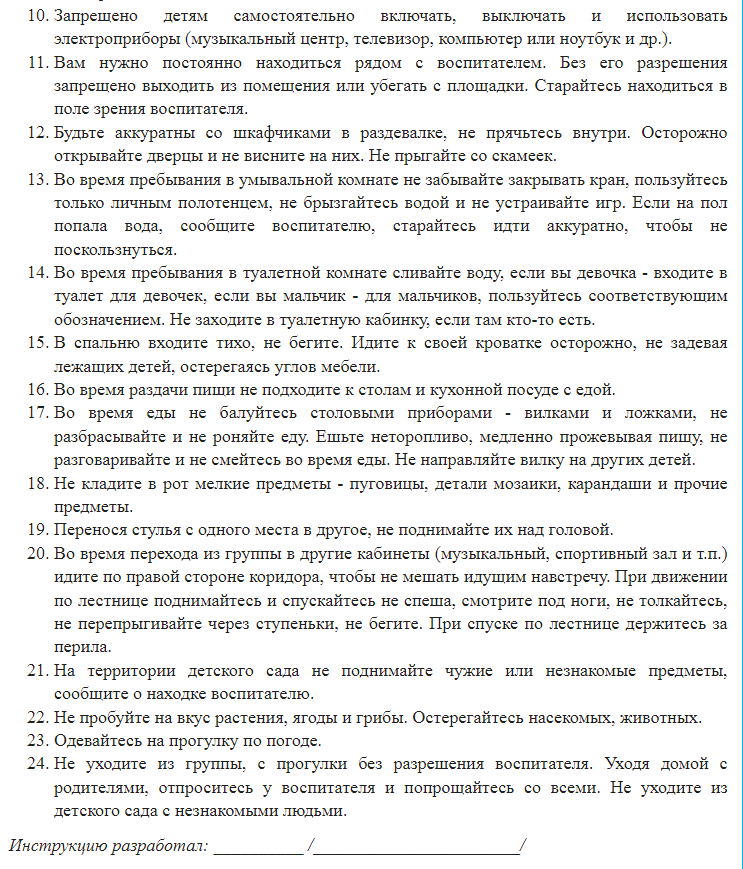 10. Запрещено детям самостоятельно включать, выключать и использовать
электроприборы (музыкальный центр, телевизор, компьютер или ноутбук и др.).
11. Вам нужно постоянно находиться рядом с воспитателем. Без его разрешения
запрещено выходить из помещения или убегать с площадки. Старайтесь находиться в
поле зрения воспитателя.
12. Будьте аккуратны со шкафчиками в раздевалке, не прячьтесь внутри. Осторожно
открывайте дверцы и не висните на них. Не прыгайте со скамеек.
13. Во время пребывания в умывальной комнате не забывайте закрывать кран, пользуйтесь
только личным полотенцем, не брызгайтесь водой и не устраивайте игр. Если на пол
попала вода, сообщите воспитателю, старайтесь идти аккуратно, чтобы не
поскользнуться.
14. Во время пребывания в туалетной комнате сливайте воду, если вы девочка - входите в
туалет для девочек, если вы мальчик - для мальчиков, пользуйтесь соответствующим
обозначением. Не заходите в туалетную кабинку, если там кто-то есть.
15. В спальню входите тихо, не бегите. Идите к своей кроватке осторожно, не задевая
лежащих детей, остерегаясь углов мебели.
16. Во время раздачи пищи не подходите к столам и кухонной посуде с едой.
17. Во время еды не балуйтесь столовыми приборами - вилками и ложками, не
разбрасывайте и не роняйте еду. Ешьте неторопливо, медленно прожевывая пищу, не
разговаривайте и не смейтесь во время еды. Не направляйте вилку на других детей.
18. Не кладите в рот мелкие предметы - пуговицы, детали мозаики, карандаши и прочие
предметы.
19. Перенося стулья с одного места в другое, не поднимайте их над головой.
20. Во время перехода из группы в другие кабинеты (музыкальный, спортивный зал и т.п.)
идите по правой стороне коридора, чтобы не мешать идущим навстречу. При движении
по лестнице поднимайтесь и спускайтесь не спеша, смотрите под ноги, не толкайтесь,
не перепрыгивайте через ступеньки, не бегите. При спуске по лестнице держитесь за
перила.
21. На территории детского сада не поднимайте чужие или незнакомые предметы,
сообщите о находке воспитателю.
22. Не пробуйте на вкус растения, ягоды и грибы. Остерегайтесь насекомых, животных.
23. Одевайтесь на прогулку по погоде.
24. Не уходите из группы, с прогулки без разрешения воспитателя. Уходя домой с
родителями, отпроситесь у воспитателя и попрощайтесь со всеми. Не уходите из
детского сада с незнакомыми людьми.
Инструкцию разработал: __________ /_______________________/